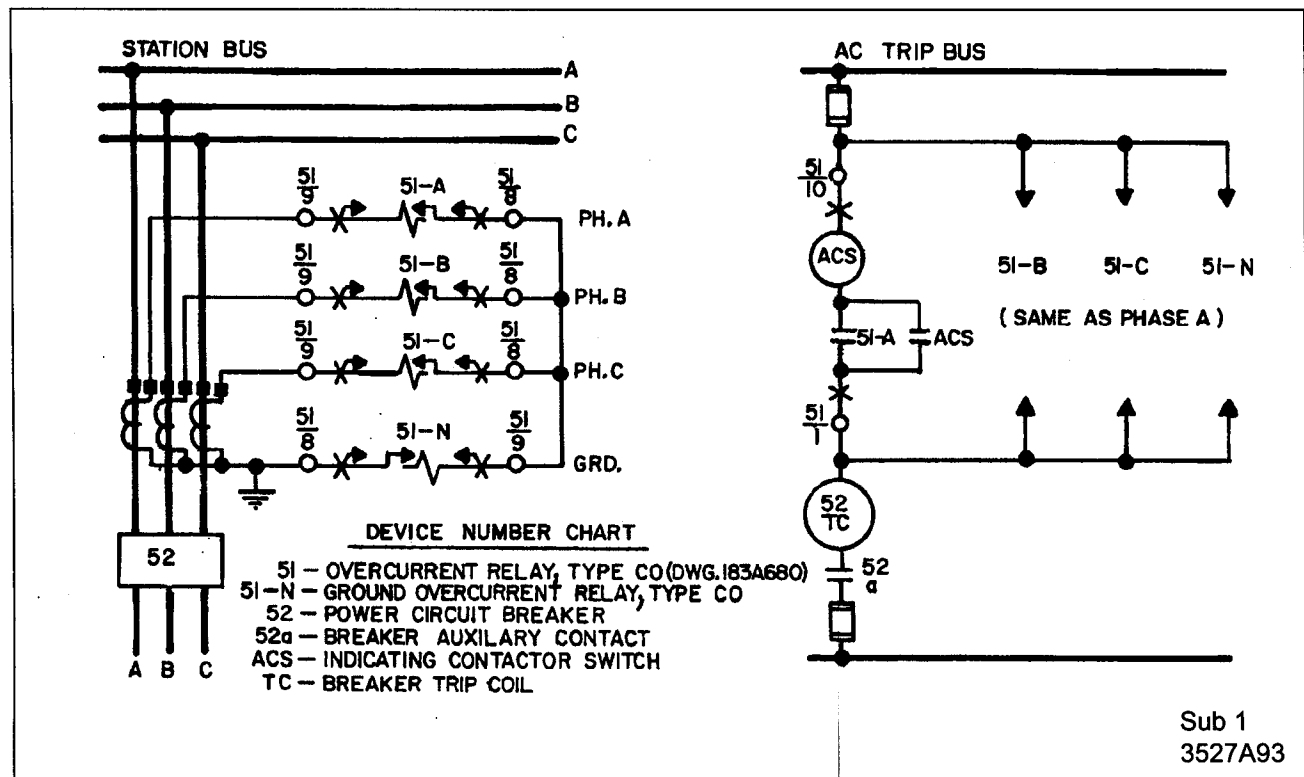 STATION BUS
A
B
C
51
9
51-A
51
8
PH. A
51
9
51-B
51
8
PH. B
51
9
51-C
51
8
PH. C
51
8
51-N
51
9
GRD.
52
A B C
DEVICE NUMBER CHART
51 — OVERCURRENT RELAY, TYPE CO (DWG. 183A680)
51-N — GROUND OVERCURRENT RELAY, TYPE CO
52 — POWER CIRCUIT BREAKER
52a — BREAKER AUXILARY CONTACT
ACS — INDICATING CONTACTOR SWITCH
TC — BREAKER TRIP COIL
AC TRIP BUS
51
10
ACS
51-A
ACS
51
1
51-B 51-C 51-N
(SAME AS PHASE A)
52
TC
52
a
Sub 1
3527A93